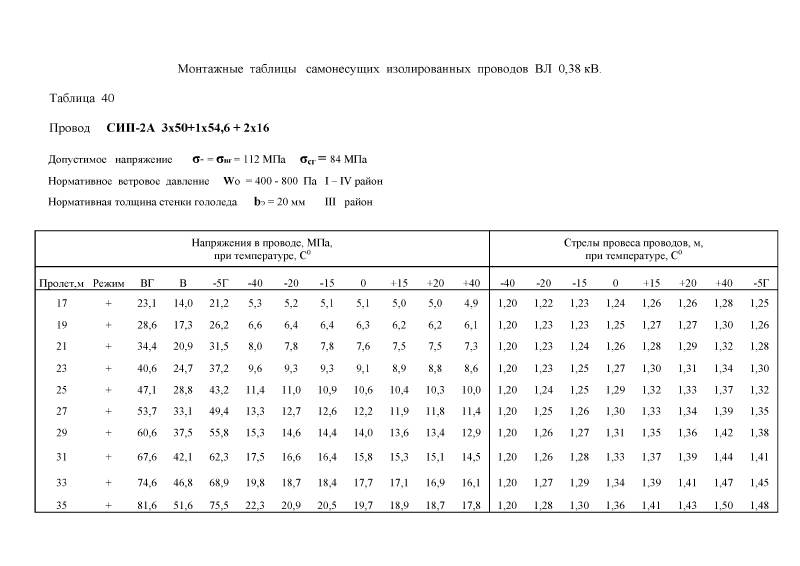 Монтажные таблицы самонесущих изолированных проводов ВЛ 0,38 кВ.
Таблица 40
Провод СИП-2А 3х50+1х54,6 + 2х16
Допустимое напряжение σ- = σвг = 112 МПа σсг = 84 МПа
Нормативное ветровое давление Wo = 400 - 800 Па I – IV район
Нормативная толщина стенки гололеда bэ = 20 мм III район
Напряжения в проводе, МПа, Стрелы провеса проводов, м,
при температуре, С⁰ при температуре, С⁰
Пролет,м Режим ВГ В -5Г -40 -20 -15 0 +15 +20 +40 -40 -20 -15 0 +15 +20 +40 -5Г
17 + 23,1 14,0 21,2 5,3 5,2 5,1 5,1 5,0 5,0 4,9 1,20 1,22 1,23 1,24 1,26 1,26 1,28 1,25
19 + 28,6 17,3 26,2 6,6 6,4 6,4 6,3 6,2 6,2 6,1 1,20 1,23 1,23 1,25 1,27 1,27 1,30 1,26
21 + 34,4 20,9 31,5 8,0 7,8 7,8 7,6 7,5 7,5 7,3 1,20 1,23 1,24 1,26 1,28 1,29 1,32 1,28
23 + 40,6 24,7 37,2 9,6 9,3 9,3 9,1 8,9 8,8 8,6 1,20 1,23 1,25 1,27 1,30 1,31 1,34 1,30
25 + 47,1 28,8 43,2 11,4 11,0 10,9 10,6 10,4 10,3 10,0 1,20 1,24 1,25 1,29 1,32 1,33 1,37 1,32
27 + 53,7 33,1 49,4 13,3 12,7 12,6 12,2 11,9 11,8 11,4 1,20 1,25 1,26 1,30 1,33 1,34 1,39 1,35
29 + 60,6 37,5 55,8 15,3 14,6 14,4 14,0 13,6 13,4 12,9 1,20 1,26 1,27 1,31 1,35 1,36 1,42 1,38
31 + 67,6 42,1 62,3 17,5 16,6 16,4 15,8 15,3 15,1 14,5 1,20 1,26 1,28 1,33 1,37 1,39 1,44 1,41
33 + 74,6 46,8 68,9 19,8 18,7 18,4 17,7 17,1 16,9 16,1 1,20 1,27 1,29 1,34 1,39 1,41 1,47 1,45
35 + 81,6 51,6 75,5 22,3 20,9 20,5 19,7 18,9 18,7 17,8 1,20 1,28 1,30 1,36 1,41 1,43 1,50 1,48